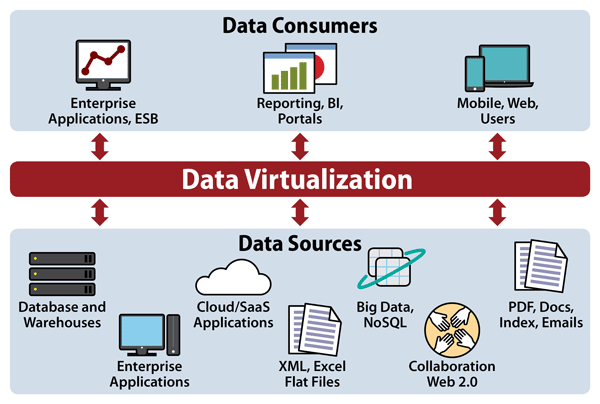 Data Consumers
Enterprise
Applications, ESB
Reporting, BI,
Portals
Mobile, Web,
Users
Data Virtualization
Data Sources
Database and
Warehouses
Enterprise
Applications
Cloud/SaaS
Applications
XML, Excel
Flat Files
Big Data,
NoSQL
Collaboration
Web 2.0
PDF, Docs,
Index, Emails